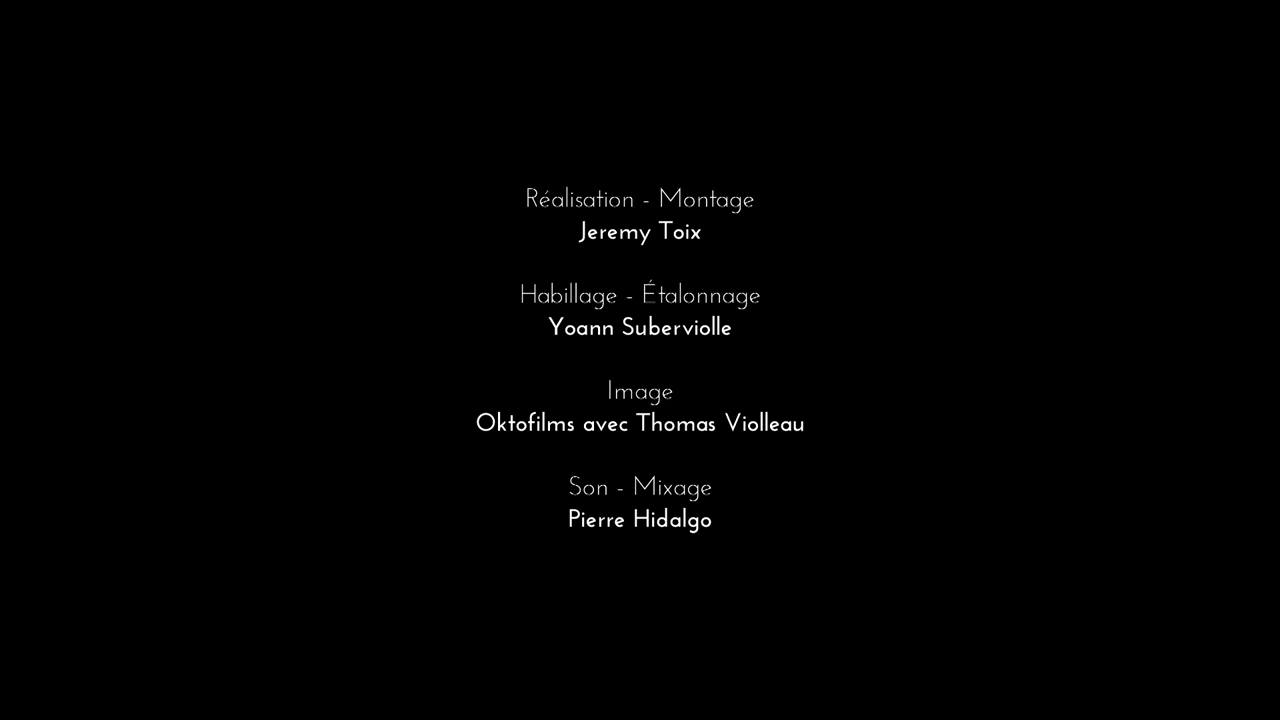 Réalisation - Montage
Jeremy Toix
Habillage - Étalonnage
Yoann Suberviolle
Image
Oktofilms avec Thomas Violleau
Son - Mixage
Pierre Hidalgo